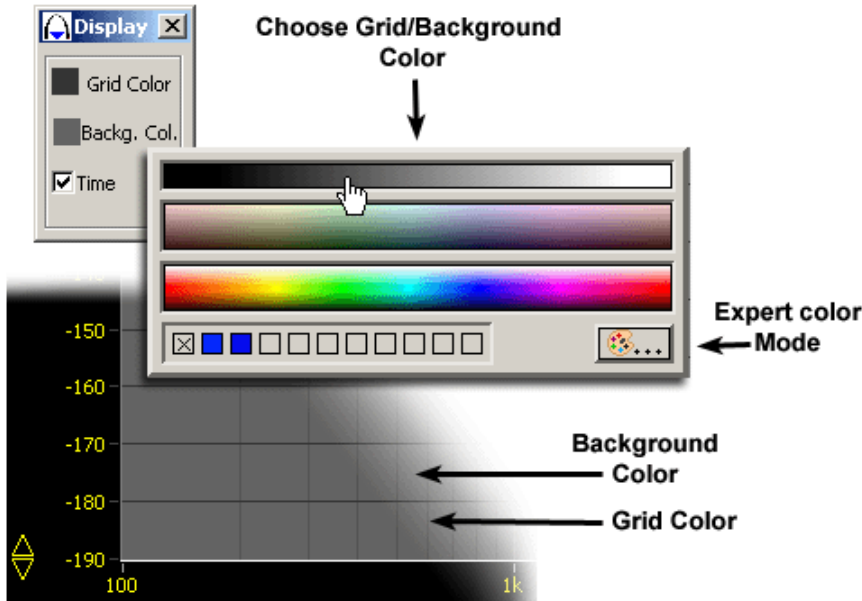 Display
Choose Grid/Background
Color
Grid Color
Backg. Col.
Time
Expert color
Mode
-150
-160
-170
-180
-190
Background
Color
Grid Color
100
1k